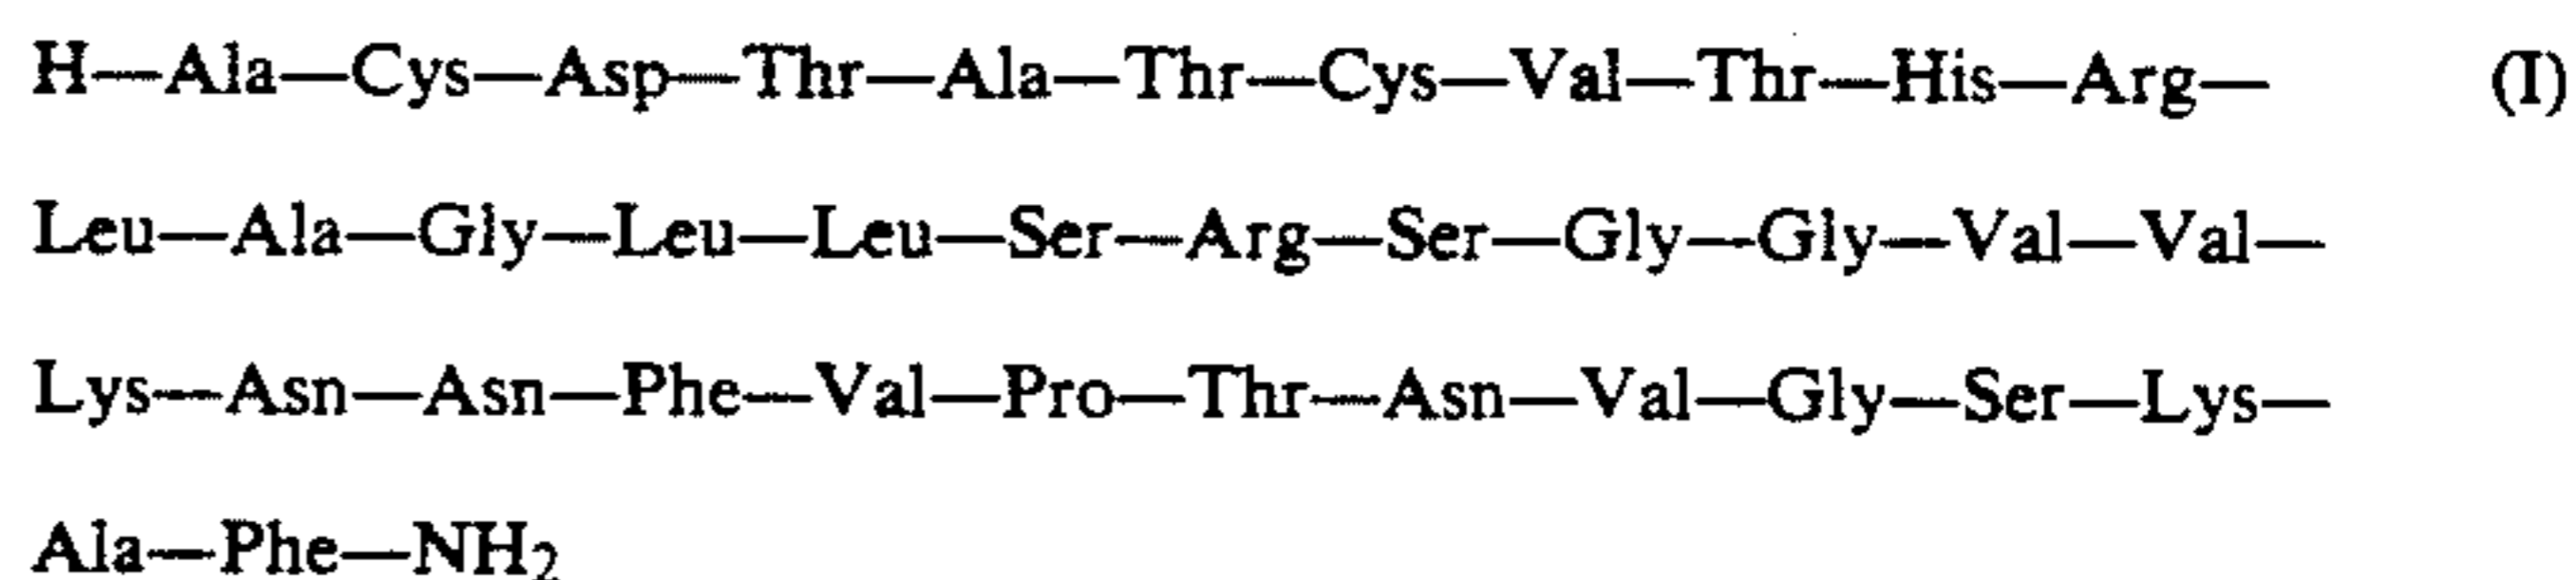 H—Ala—Cys—Asp—Thr—Ala—Thr—Cys—Val—Thr—His—Arg— (I)
Leu—Ala—Gly—Leu—Leu—Ser—Arg—Ser—Gly—Gly—Val—Val—
Lys—Asn—Asn—Phe—Val—Pro—Thr—Asn—Val—Gly—Ser—Lys—
Ala—Phe—NH₂